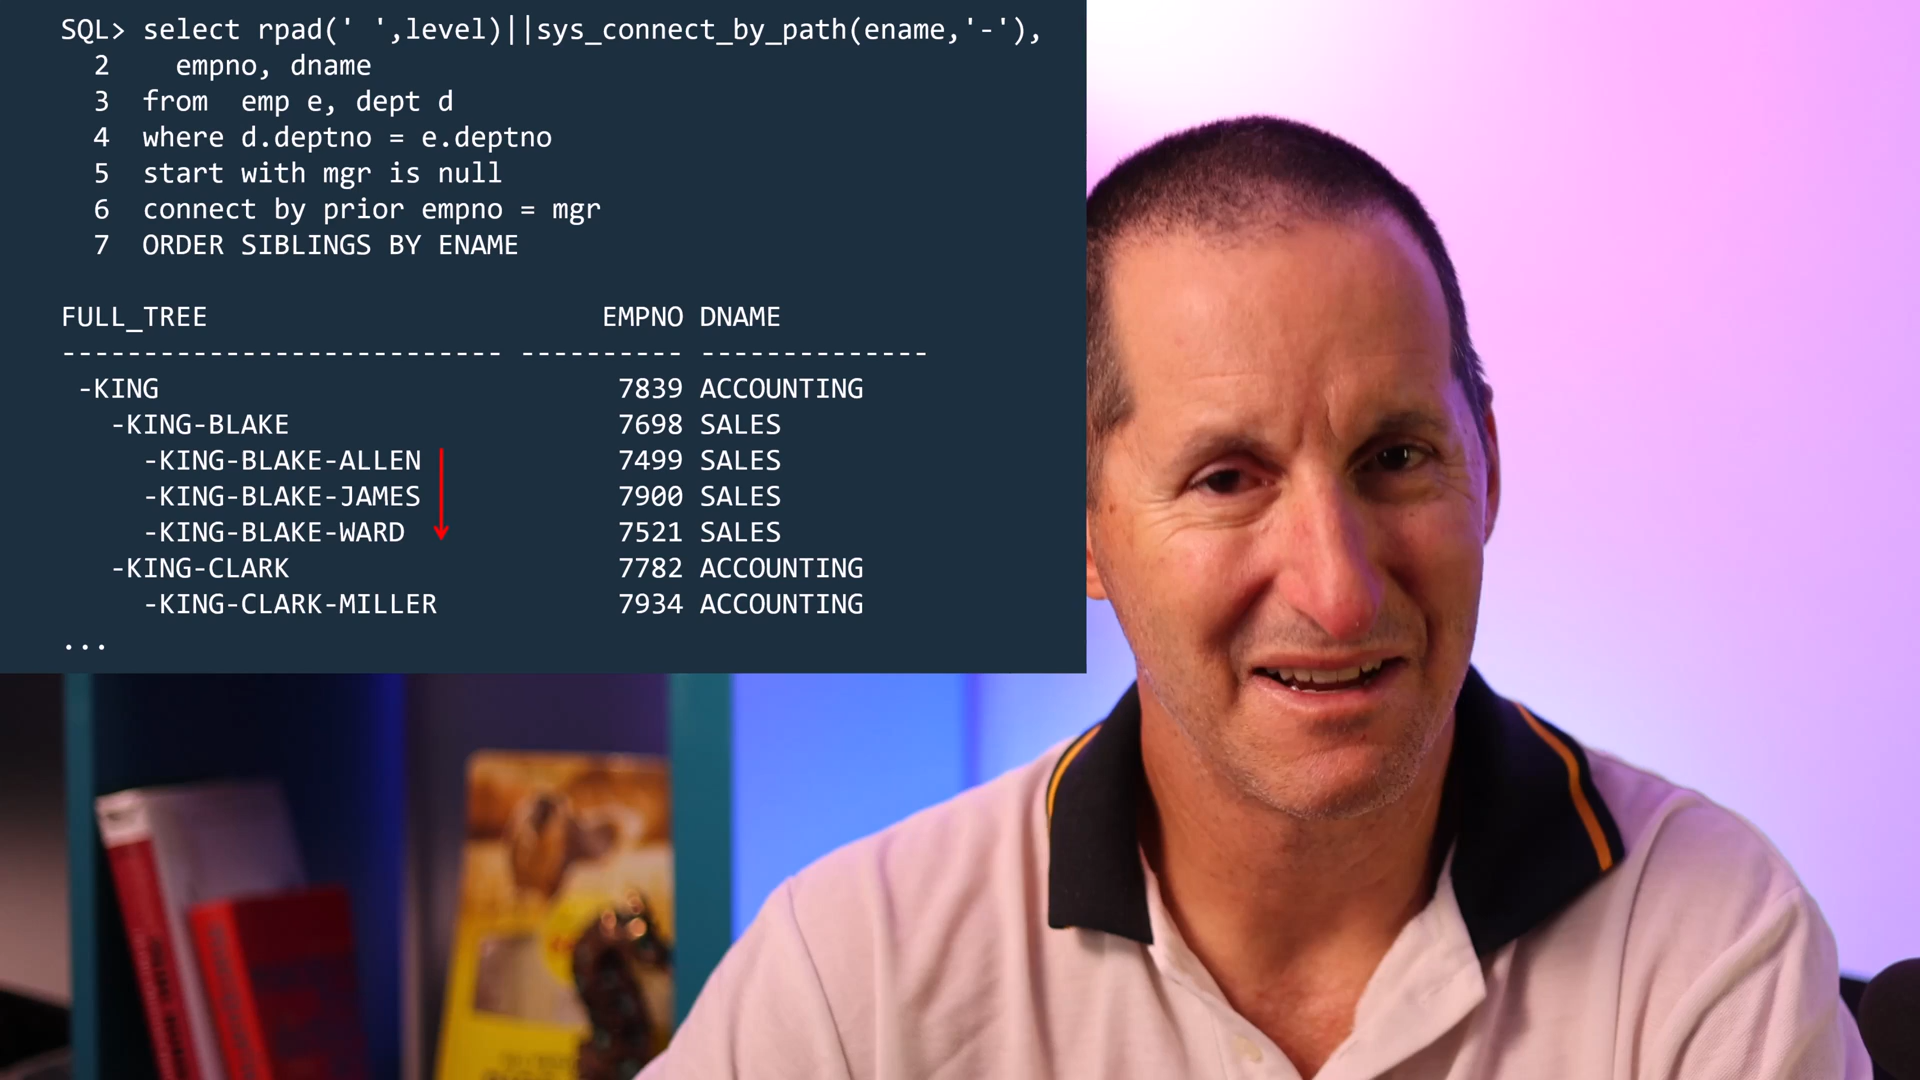 SQL> select rpad(' ',level)||sys_connect_by_path(ename,'-'),
2 empno, dname
3 from emp e, dept d
4 where d.deptno = e.deptno
5 start with mgr is null
6 connect by prior empno = mgr
7 ORDER SIBLINGS BY ENAME
FULL_TREE EMPNO DNAME
--------------------------- ---------- --------------
-KING 7839 ACCOUNTING
-KING-BLAKE 7698 SALES
-KING-BLAKE-ALLEN 7499 SALES
-KING-BLAKE-JAMES 7900 SALES
-KING-BLAKE-WARD 7521 SALES
-KING-CLARK 7782 ACCOUNTING
-KING-CLARK-MILLER 7934 ACCOUNTING
...